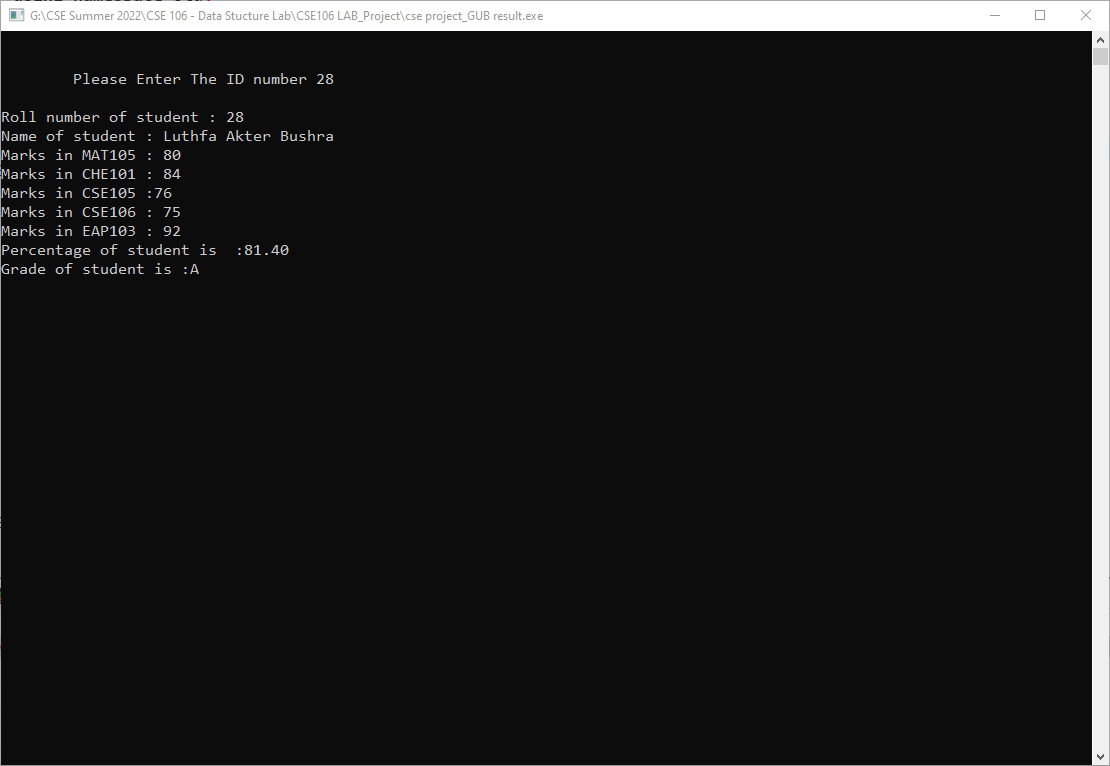 G:\CSE Summer 2022\CSE 106 - Data Stucture Lab\CSE106 LAB_Project\cse project_GUB result.exe
Please Enter The ID number 28
Roll number of student : 28
Name of student : Luthfa Akter Bushra
Marks in MAT105 : 80
Marks in CHE101 : 84
Marks in CSE105 :76
Marks in CSE106 : 75
Marks in EAP103 : 92
Percentage of student is  :81.40
Grade of student is :A